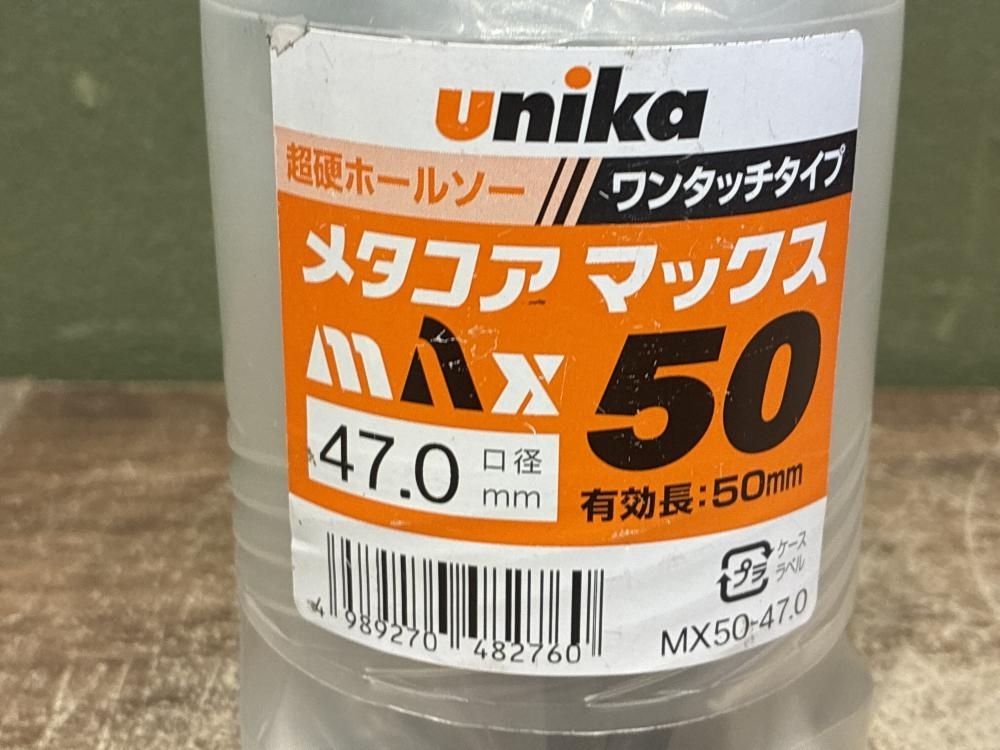 unika
超硬ホールソー
ワンタッチタイプ
メタコア マックス
max 50
47.0 口径 mm
有効長:50mm
プラ ケース ラベル
4 989270 482760
MX50-47.0